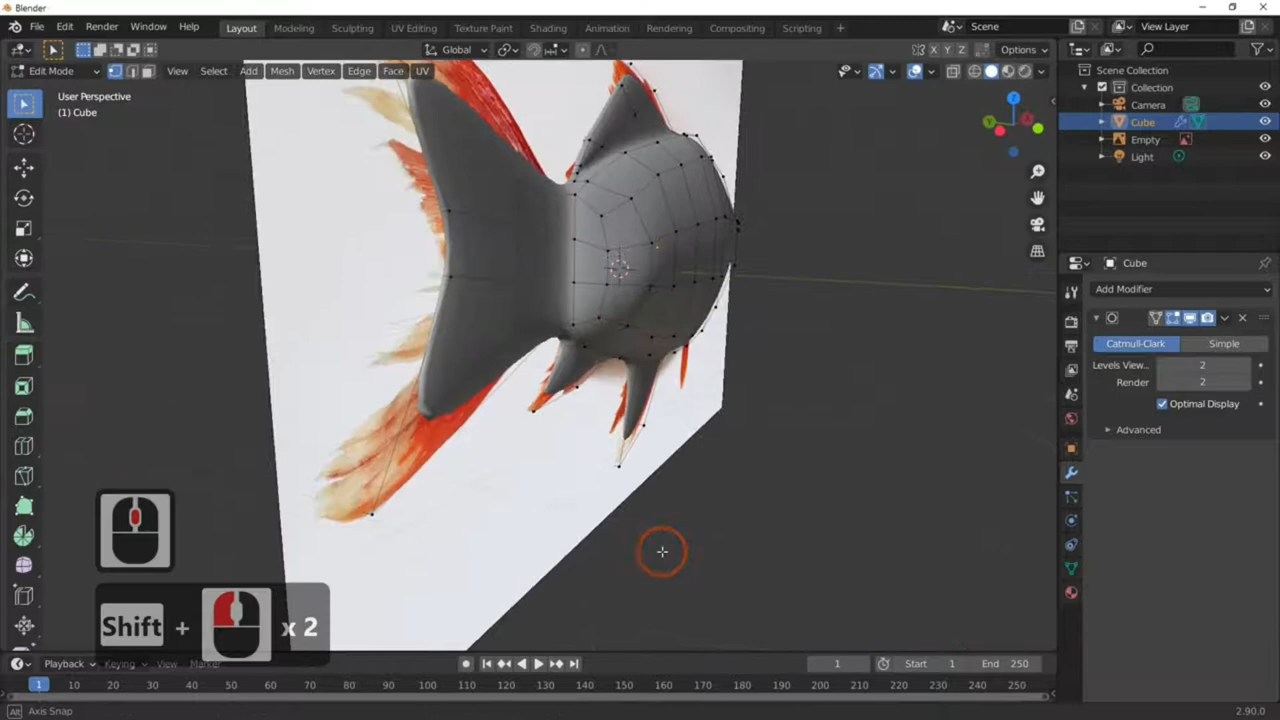 Blender
File Edit Render Window Help Layout Modeling Sculpting UV Editing Texture Paint Shading Animation Rendering Compositing Scripting + Scene View Layer
Global X Y Z Options
Edit Mode View Select Add Mesh Vertex Edge Face UV
User Perspective
(1) Cube
Z
Y
Scene Collection
Collection
Camera
Cube
Empty
Light
Cube
Add Modifier
Catmull-Clark Simple
Levels View... 2
Render 2
Optimal Display
Advanced
Shift + x 2
Playback Keying View Marker 1 Start 1 End 250
1 10 20 30 40 50 60 70 80 90 100 110 120 130 140 150 160 170 180 190 200 210 220 230 240 250
Alt Axis Snap 2.90.0